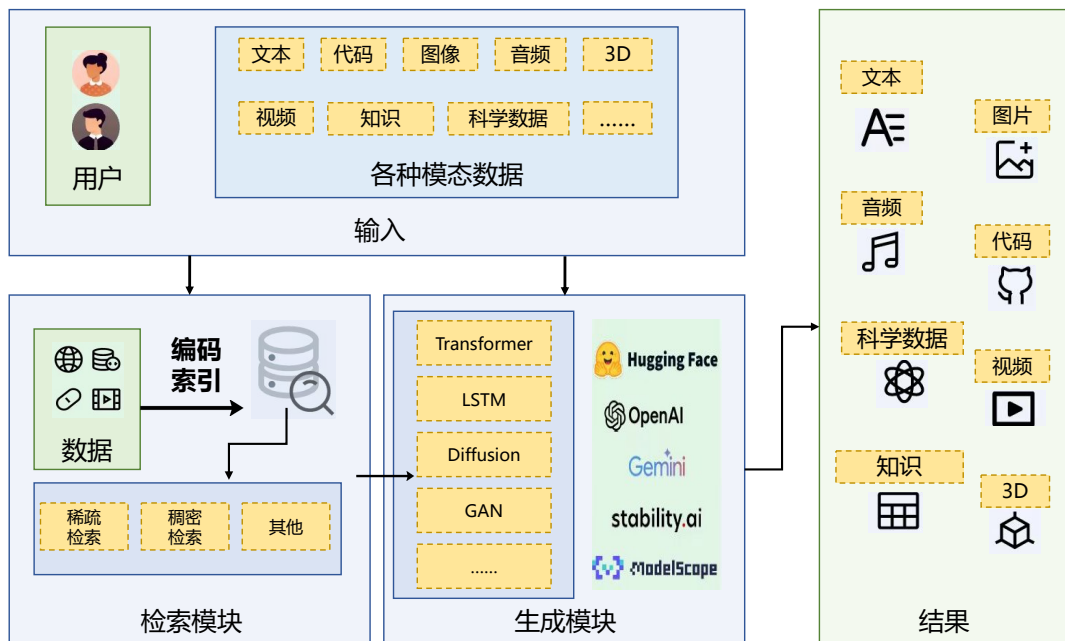 文本
代码
图像
音频
3D
视频
知识
科学数据
......
用户
各种模态数据
输入
编码
索引
数据
稀疏
检索
稠密
检索
其他
检索模块
Transformer
LSTM
Diffusion
GAN
......
Hugging Face
OpenAI
Gemini
stability.ai
ModelScope
生成模块
文本
图片
音频
代码
科学数据
视频
知识
3D
结果